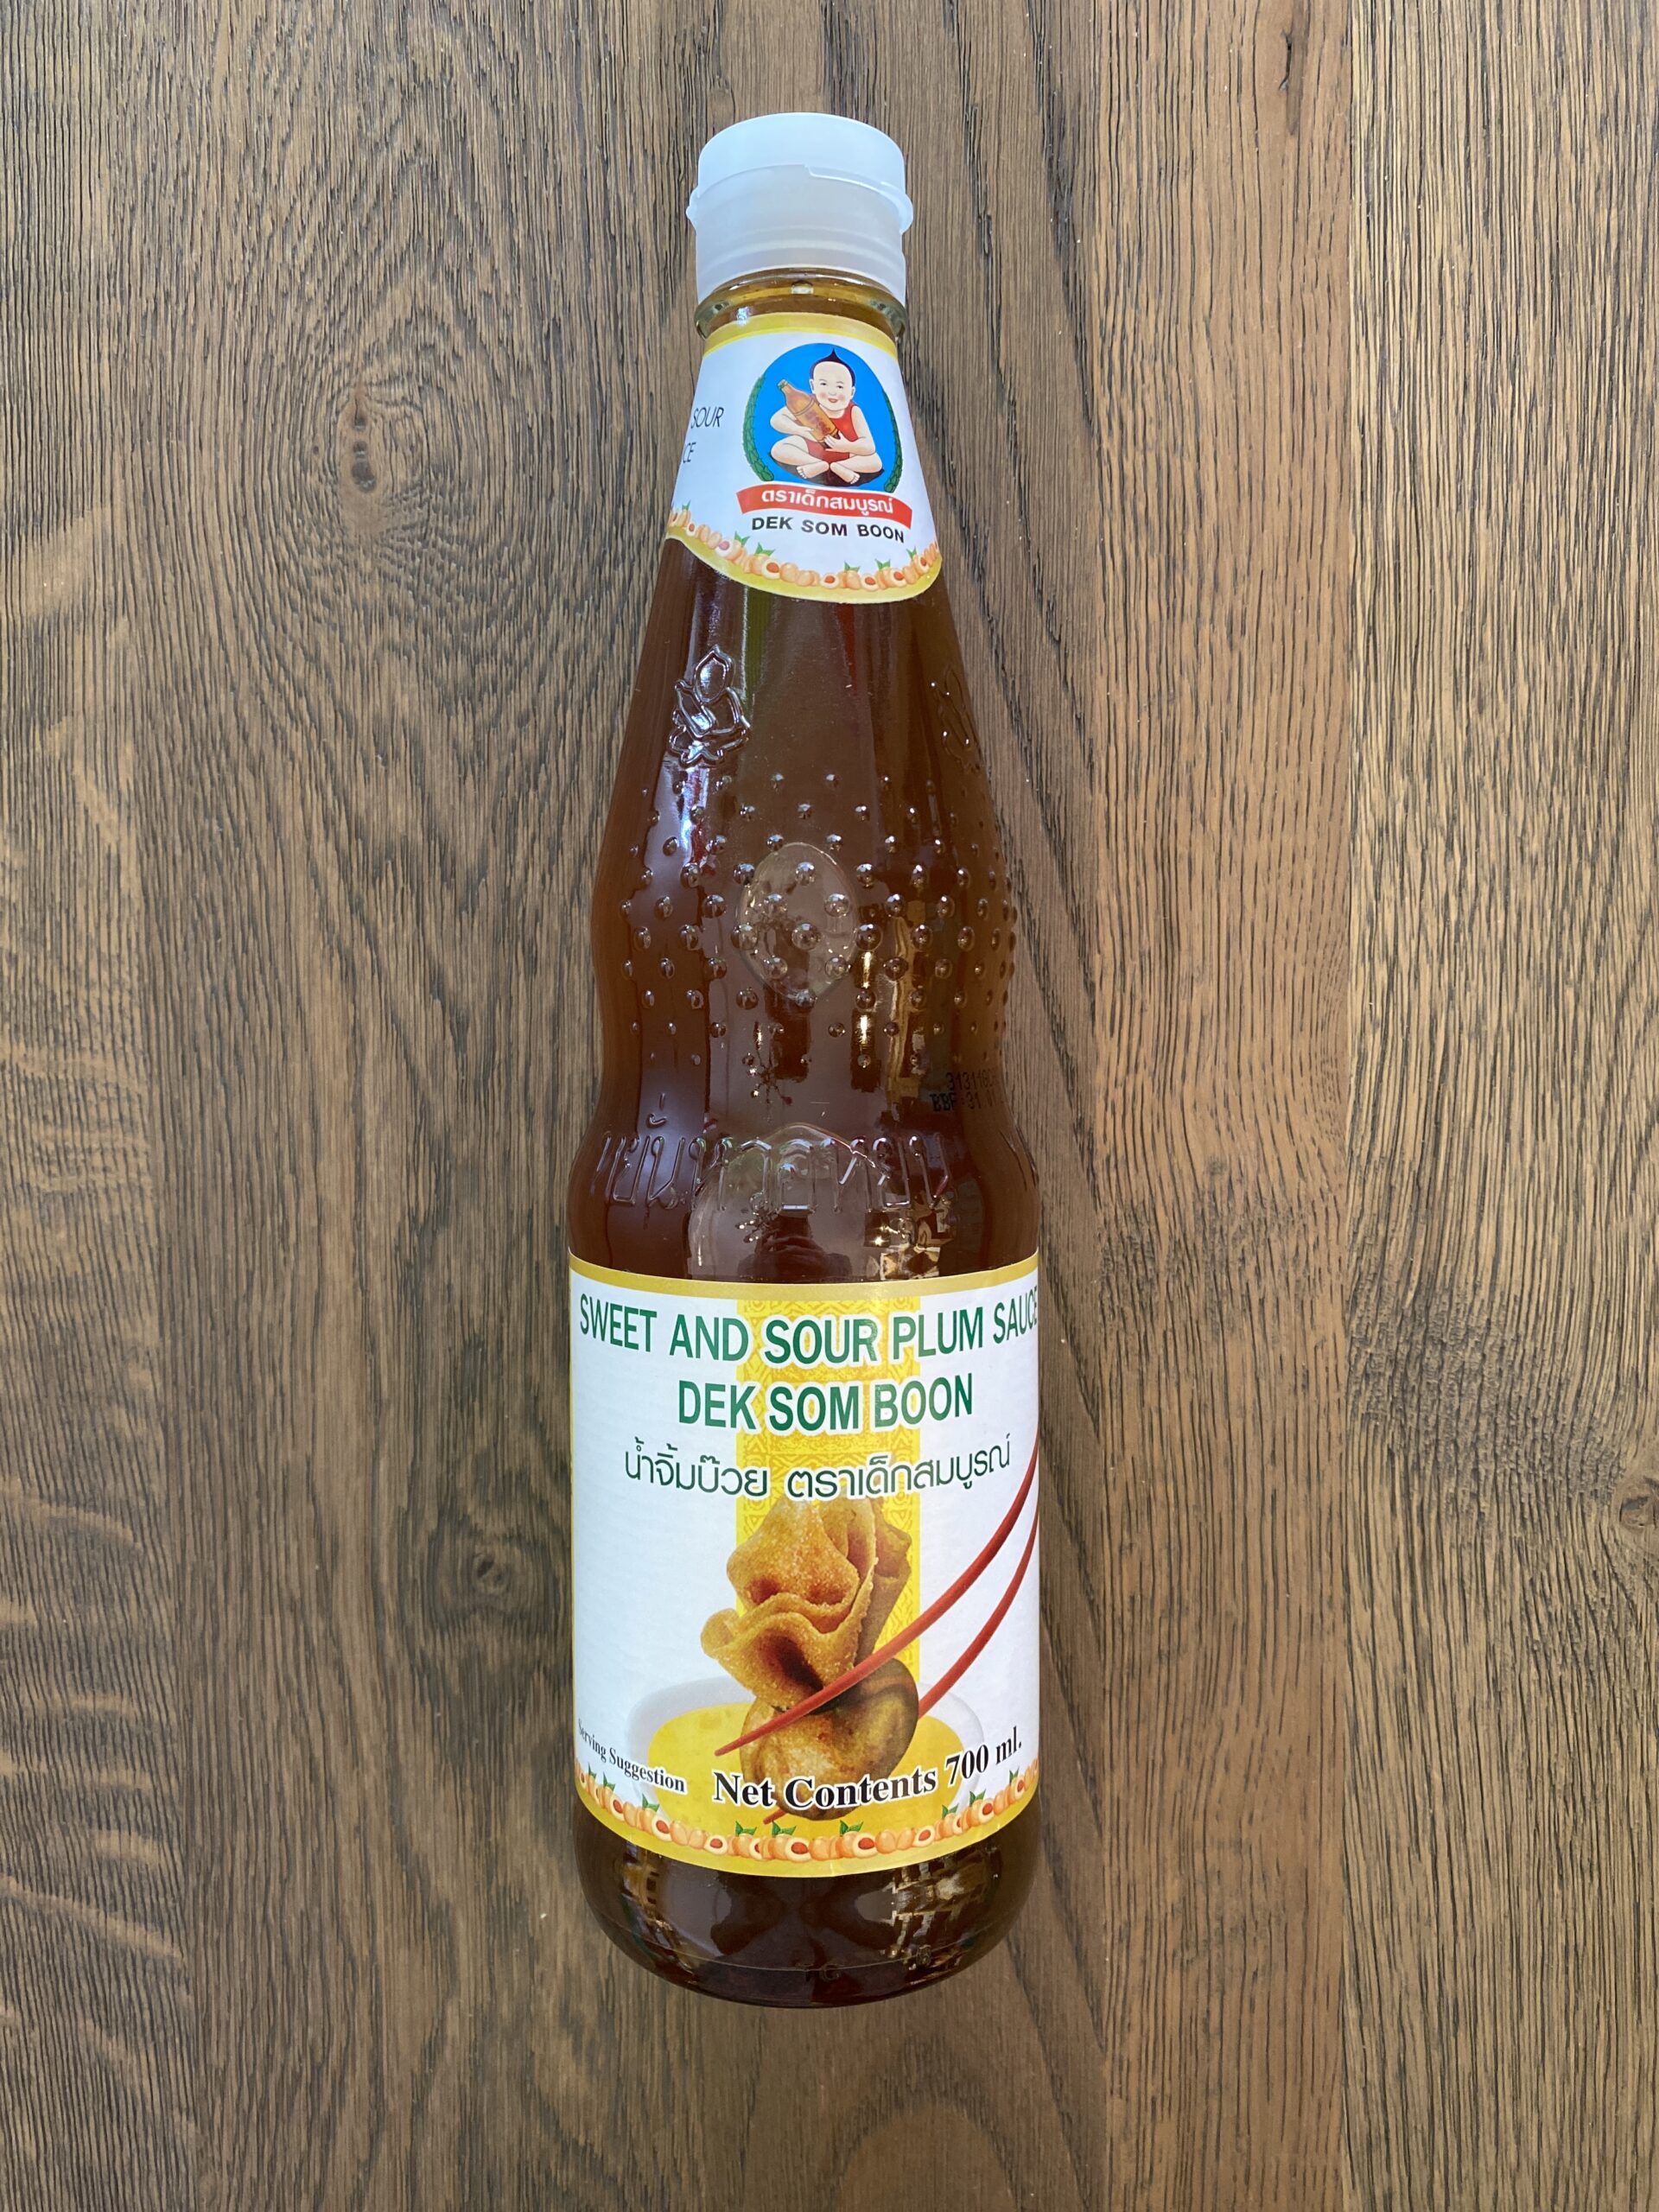 SOUR
CE
ตราเด็กสมบูรณ์
DEK SOM BOON
SWEET AND SOUR PLUM SAUCE
DEK SOM BOON
น้ำจิ้มบ๊วย ตราเด็กสมบูรณ์
Serving Suggestion
Net Contents 700 ml.